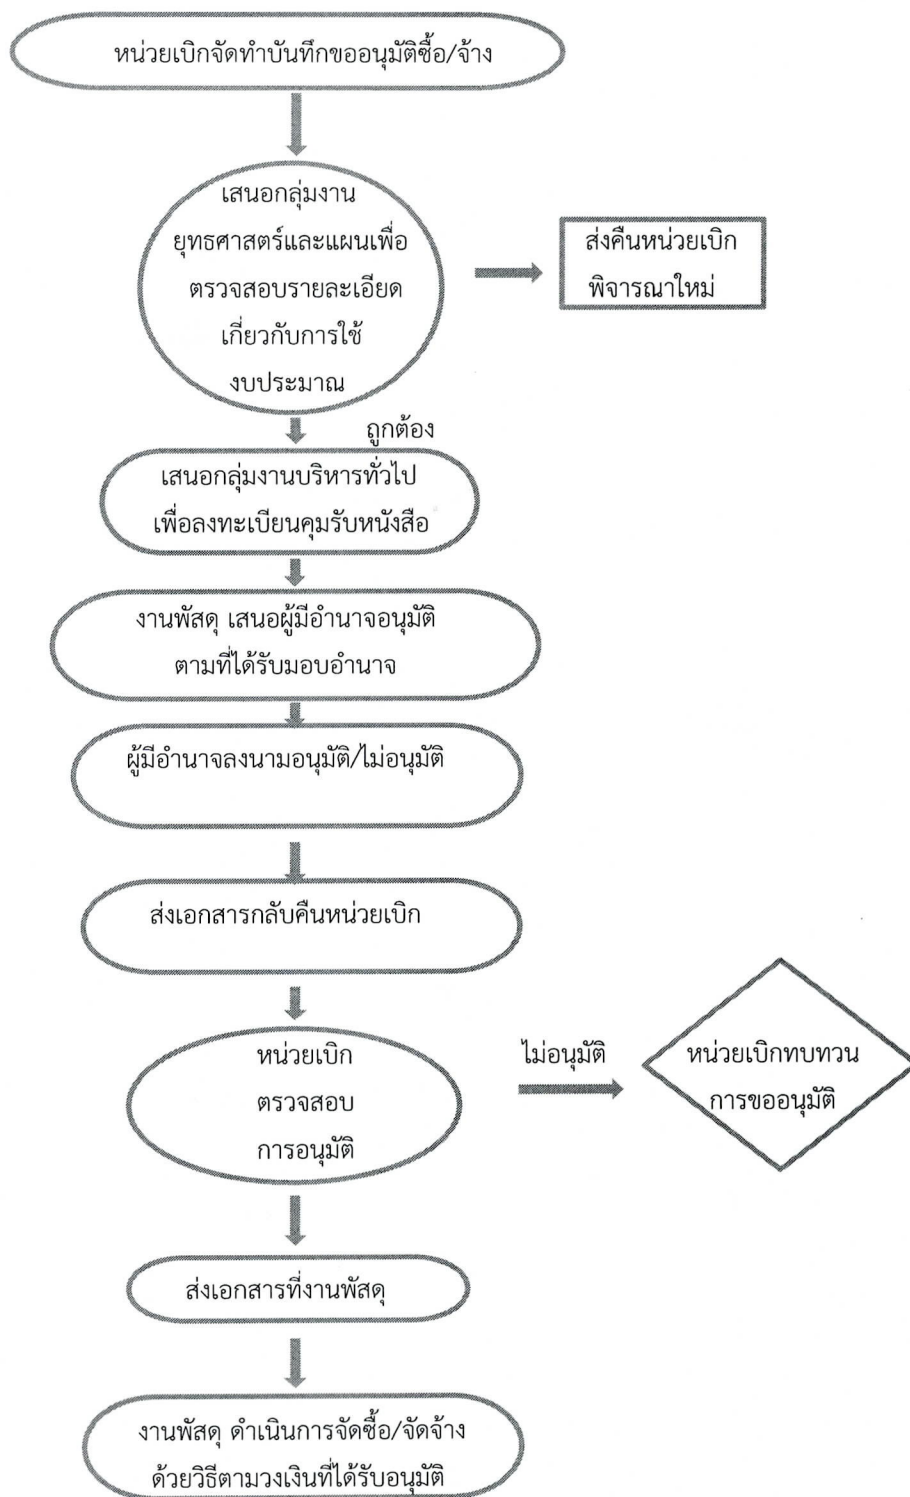 หน่วยเบิกจัดทำบันทึกขออนุมัติซื้อ/จ้าง
เสนอกลุ่มงาน
ยุทธศาสตร์และแผนเพื่อ
ตรวจสอบรายละเอียด
เกี่ยวกับการใช้
งบประมาณ
ส่งคืนหน่วยเบิก
พิจารณาใหม่
ถูกต้อง
เสนอกลุ่มงานบริหารทั่วไป
เพื่อลงทะเบียนคุมรับหนังสือ
งานพัสดุ เสนอผู้มีอำนาจอนุมัติ
ตามที่ได้รับมอบอำนาจ
ผู้มีอำนาจลงนามอนุมัติ/ไม่อนุมัติ
ส่งเอกสารกลับคืนหน่วยเบิก
หน่วยเบิก
ตรวจสอบ
การอนุมัติ
ไม่อนุมัติ
หน่วยเบิกทบทวน
การขออนุมัติ
ส่งเอกสารที่งานพัสดุ
งานพัสดุ ดำเนินการจัดซื้อ/จัดจ้าง
ด้วยวิธีตามวงเงินที่ได้รับอนุมัติ